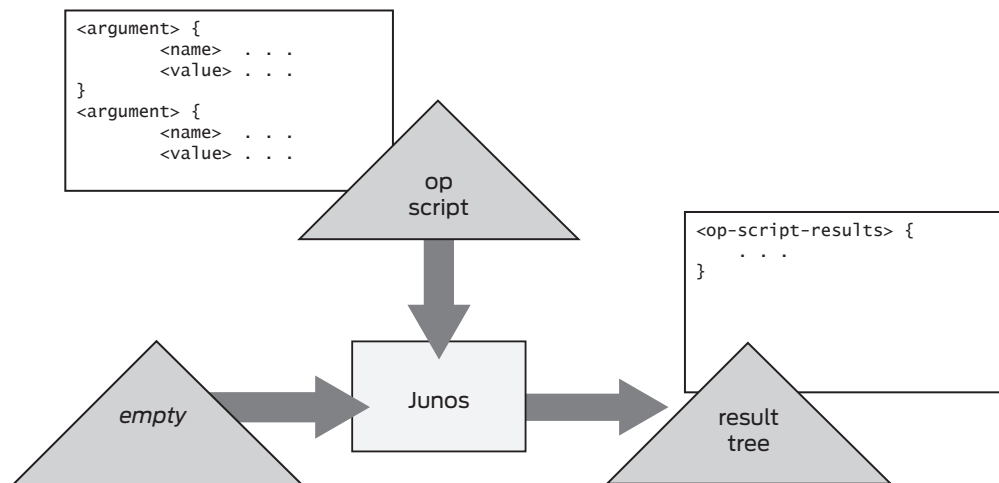 <argument> {
<name> . . .
<value> . . .
}
<argument> {
<name> . . .
<value> . . .
op
script
<op-script-results> {
. . .
}
empty
Junos
result
tree